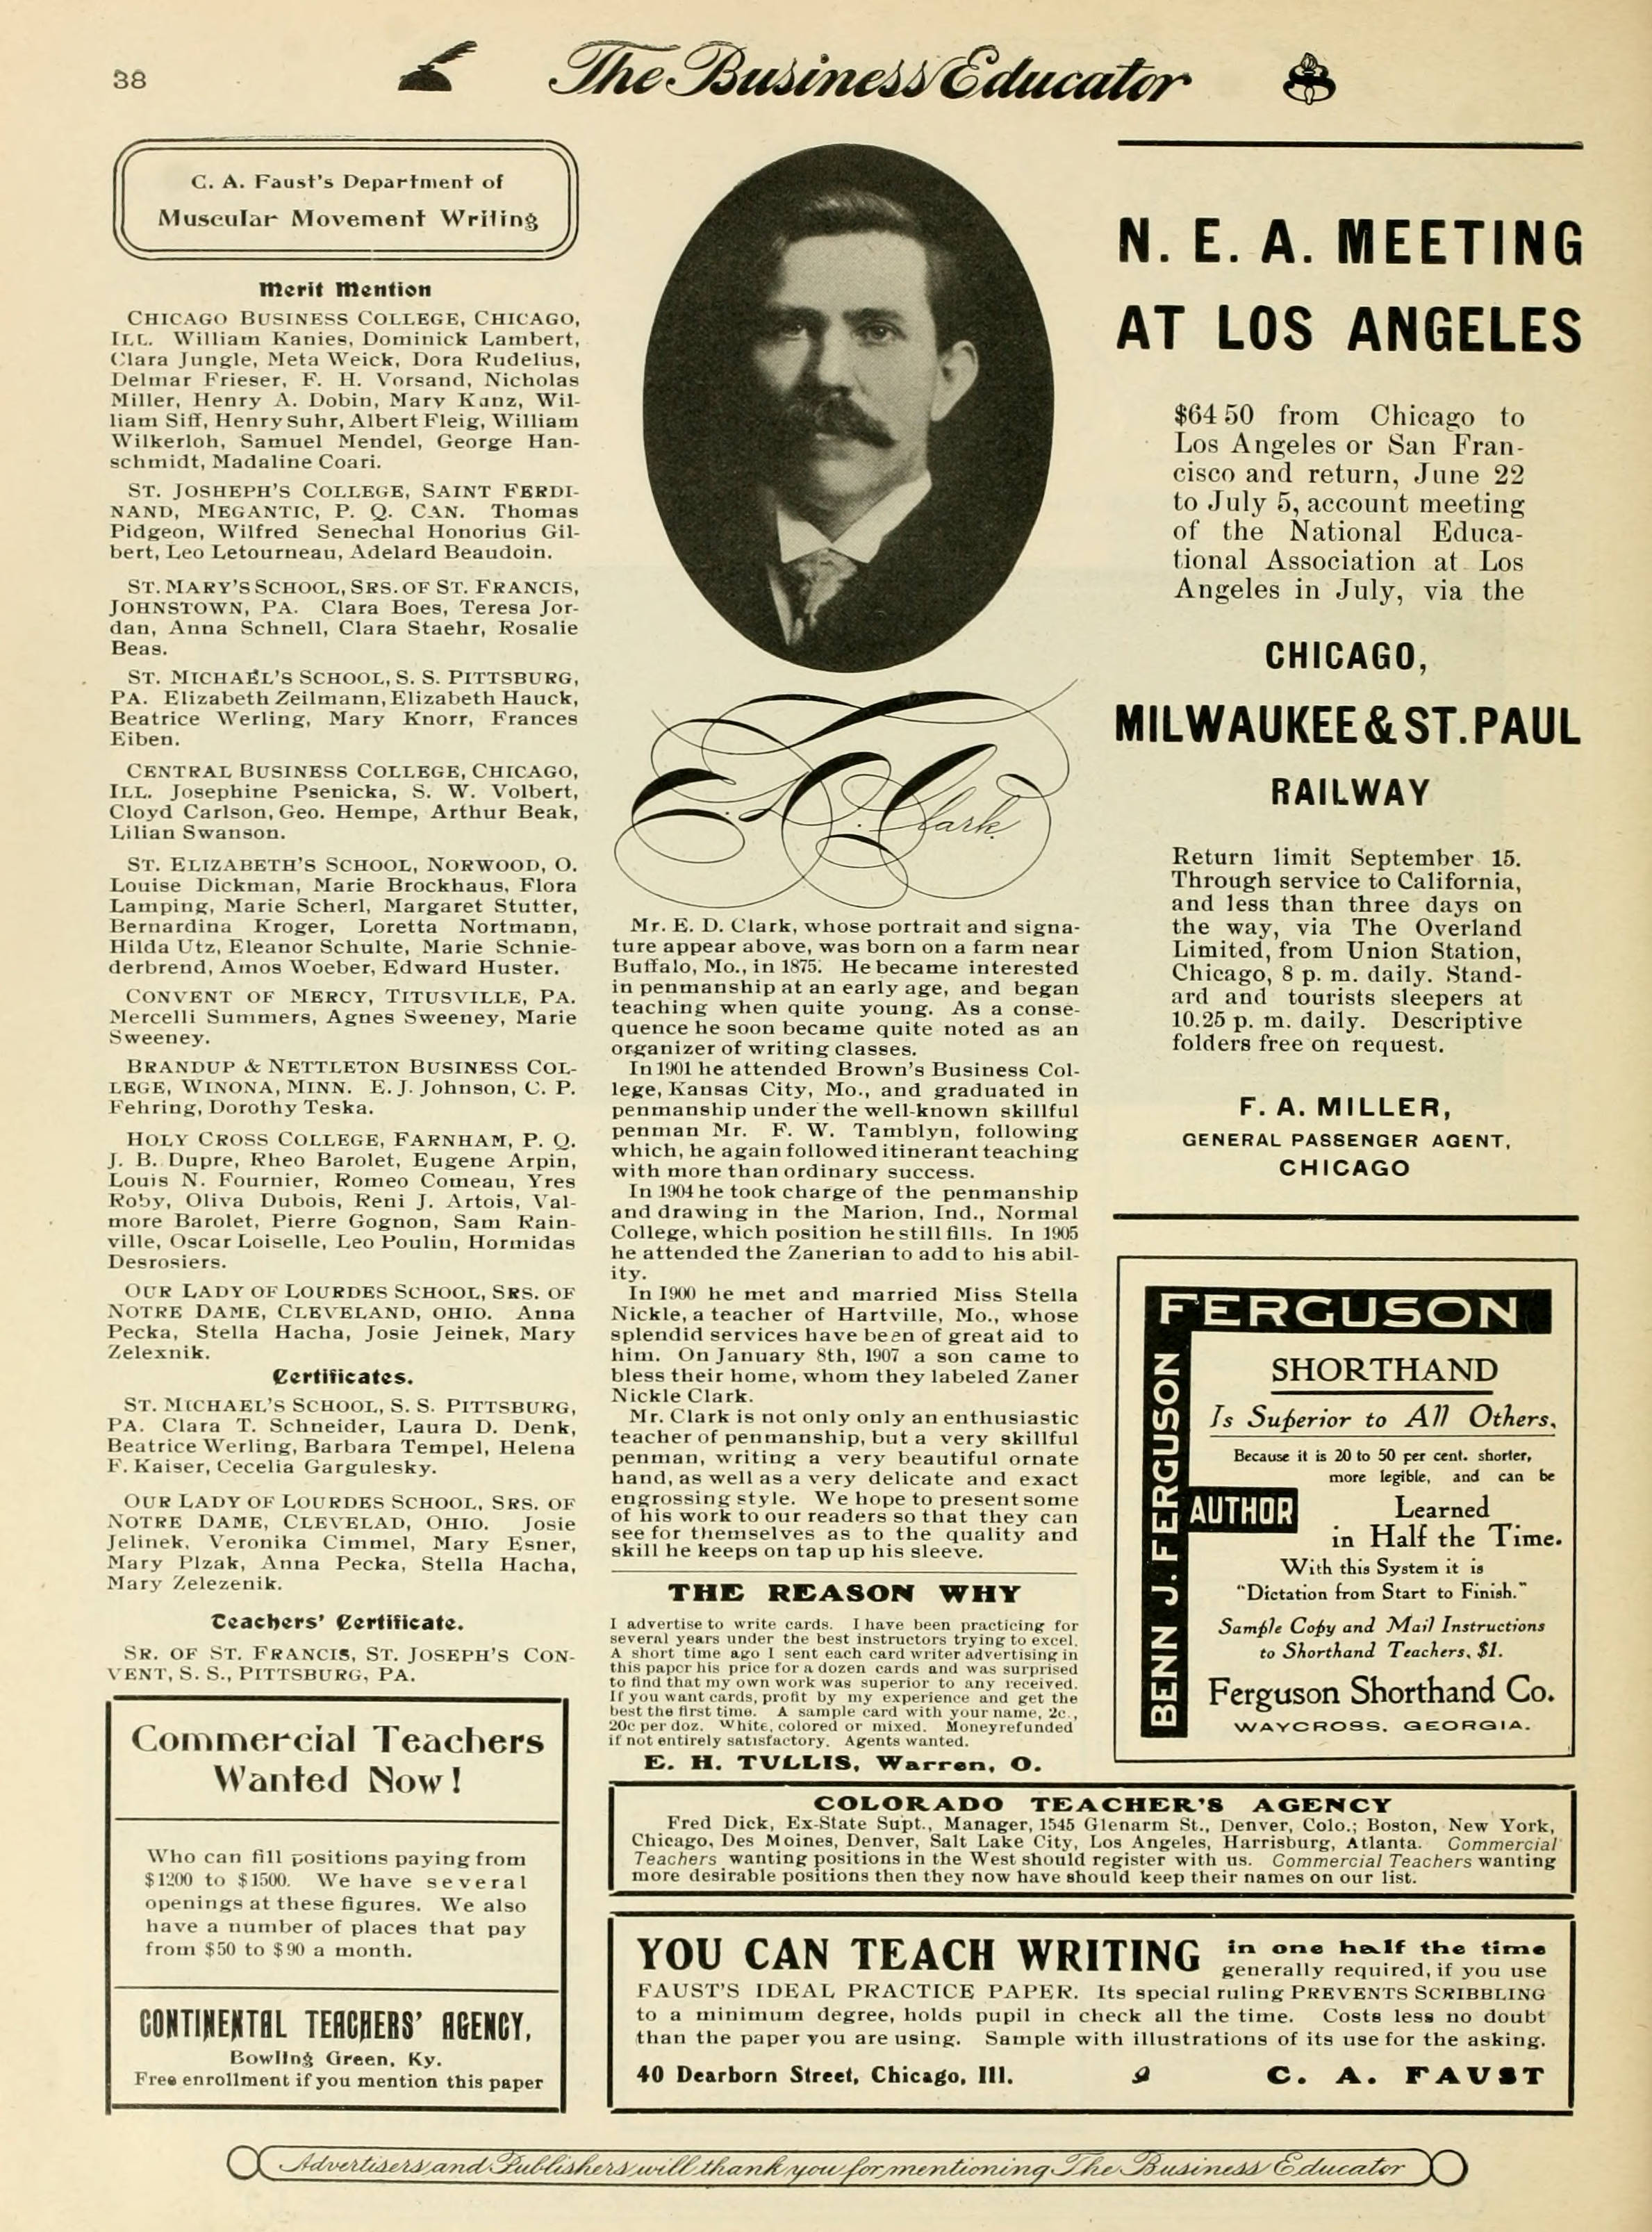 38
The Business Educator
C. A. Faust's Department of
Muscular Movement Writing
Merit Mention
CHICAGO BUSINESS COLLEGE, CHICAGO,
ILL. William Kanies, Dominick Lambert,
Clara Jungle, Meta Weick, Dora Rudelius,
Delmar Frieser, F. H. Vorsand, Nicholas
Miller, Henry A. Dobin, Mary Kanz, Wil-
liam Siff, Henry Suhr, Albert Fleig, William
Wilkerloh, Samuel Mendel, George Han-
schmidt, Madaline Coari.
ST. JOSHEPH'S COLLEGE, SAINT FERDI-
NAND, MEGANTIC, P. Q. CAN. Thomas
Pidgeon, Wilfred Senechal Honorius Gil-
bert, Leo Letourneau, Adelard Beaudoin.
ST. MARY'S SCHOOL, SRS. OF ST. FRANCIS,
JOHNSTOWN, PA. Clara Boes, Teresa Jor-
dan, Anna Schnell, Clara Staehr, Rosalie
Beas.
ST. MICHAEL'S SCHOOL, S. S. PITTSBURG,
PA. Elizabeth Zeilmann, Elizabeth Hauck,
Beatrice Werling, Mary Knorr, Frances
Eiben.
CENTRAL BUSINESS COLLEGE, CHICAGO,
ILL. Josephine Psenicka, S. W. Volbert,
Cloyd Carlson, Geo. Hempe, Arthur Beak,
Lilian Swanson.
ST. ELIZABETH'S SCHOOL, NORWOOD, O.
Louise Dickman, Marie Brockhaus, Flora
Lamping, Marie Scherl, Margaret Stutter,
Bernardina Kroger, Loretta Nortmann,
Hilda Utz, Eleanor Schulte, Marie Schnie-
derbrend, Amos Woeber, Edward Huster.
CONVENT OF MERCY, TITUSVILLE, PA.
Mercelli Summers, Agnes Sweeney, Marie
Sweeney.
BRANDUP & NETTLETON BUSINESS COL-
LEGE, WINONA, MINN. E. J. Johnson, C. P.
Fehring, Dorothy Teska.
HOLY CROSS COLLEGE, FARNHAM, P. Q.
J. B. Dupre, Rheo Barolet, Eugene Arpin,
Louis N. Fournier, Romeo Comeau, Yres
Roby, Oliva Dubois, Reni J. Artois, Val-
more Barolet, Pierre Gognon, Sam Rain-
ville, Oscar Loiselle, Leo Poulin, Hormidas
Desrosiers.
OUR LADY OF LOURDES SCHOOL, SRS. OF
NOTRE DAME, CLEVELAND, OHIO. Anna
Pecka, Stella Hacha, Josie Jeinek, Mary
Zelexnik.
Certificates.
ST. MICHAEL'S SCHOOL, S. S. PITTSBURG,
PA. Clara T. Schneider, Laura D. Denk,
Beatrice Werling, Barbara Tempel, Helena
F. Kaiser, Cecelia Gargulesky.
OUR LADY OF LOURDES SCHOOL, SRS. OF
NOTRE DAME, CLEVELAD, OHIO. Josie
Jelinek, Veronika Cimmel, Mary Esner,
Mary Plzak, Anna Pecka, Stella Hacha,
Mary Zelezenik.
Teachers' Certificate.
SR. OF ST. FRANCIS, ST. JOSEPH'S CON-
VENT, S. S., PITTSBURG, PA.
Commercial Teachers
Wanted Now!
Who can fill positions paying from
$1200 to $1500. We have several
openings at these figures. We also
have a number of places that pay
from $50 to $90 a month.
CONTINENTAL TEACHERS' AGENCY,
Bowling Green, Ky.
Free enrollment if you mention this paper
E. D. Clark.
Mr. E. D. Clark, whose portrait and signa-
ture appear above, was born on a farm near
Buffalo, Mo., in 1875. He became interested
in penmanship at an early age, and began
teaching when quite young. As a conse-
quence he soon became quite noted as an
organizer of writing classes.
In 1901 he attended Brown's Business Col-
lege, Kansas City, Mo., and graduated in
penmanship under the well-known skillful
penman Mr. F. W. Tamblyn, following
which, he again followed itinerant teaching
with more than ordinary success.
In 1904 he took charge of the penmanship
and drawing in the Marion, Ind., Normal
College, which position he still fills. In 1905
he attended the Zanerian to add to his abil-
ity.
In 1900 he met and married Miss Stella
Nickle, a teacher of Hartville, Mo., whose
splendid services have been of great aid to
him. On January 8th, 1907 a son came to
bless their home, whom they labeled Zaner
Nickle Clark.
Mr. Clark is not only only an enthusiastic
teacher of penmanship, but a very skillful
penman, writing a very beautiful ornate
hand, as well as a very delicate and exact
engrossing style. We hope to present some
of his work to our readers so that they can
see for themselves as to the quality and
skill he keeps on tap up his sleeve.
THE REASON WHY
I advertise to write cards. I have been practicing for
several years under the best instructors trying to excel.
A short time ago I sent each card writer advertising in
this paper his price for a dozen cards and was surprised
to find that my own work was superior to any received.
If you want cards, profit by my experience and get the
best the first time. A sample card with your name, 2c.,
20c per doz. White, colored or mixed. Money refunded
if not entirely satisfactory. Agents wanted.
E. H. TULLIS, Warren, O.
N. E. A. MEETING
AT LOS ANGELES
$64 50 from Chicago to
Los Angeles or San Fran-
cisco and return, June 22
to July 5, account meeting
of the National Educa-
tional Association at Los
Angeles in July, via the
CHICAGO,
MILWAUKEE & ST. PAUL
RAILWAY
Return limit September 15.
Through service to California,
and less than three days on
the way, via The Overland
Limited, from Union Station,
Chicago, 8 p. m. daily. Stand-
ard and tourists sleepers at
10.25 p. m. daily. Descriptive
folders free on request.
F. A. MILLER,
GENERAL PASSENGER AGENT,
CHICAGO
FERGUSON
SHORTHAND
Is Superior to All Others,
Because it is 20 to 50 per cent. shorter,
more legible, and can be
Learned
in Half the Time.
With this System it is
"Dictation from Start to Finish."
Sample Copy and Mail Instructions
to Shorthand Teachers, $1.
Ferguson Shorthand Co.
WAYCROSS, GEORGIA.
BENN J. FERGUSON
AUTHOR
COLORADO TEACHER'S AGENCY
Fred Dick, Ex-State Supt., Manager, 1545 Glenarm St., Denver, Colo.; Boston, New York,
Chicago, Des Moines, Denver, Salt Lake City, Los Angeles, Harrisburg, Atlanta. Commercial
Teachers wanting positions in the West should register with us. Commercial Teachers wanting
more desirable positions then they now have should keep their names on our list.
YOU CAN TEACH WRITING in one half the time
generally required, if you use
FAUST'S IDEAL PRACTICE PAPER. Its special ruling PREVENTS SCRIBBLING
to a minimum degree, holds pupil in check all the time. Costs less no doubt
than the paper you are using. Sample with illustrations of its use for the asking.
40 Dearborn Street, Chicago, Ill. C. A. FAUST
Advertisers and Publishers will thank you for mentioning The Business Educator